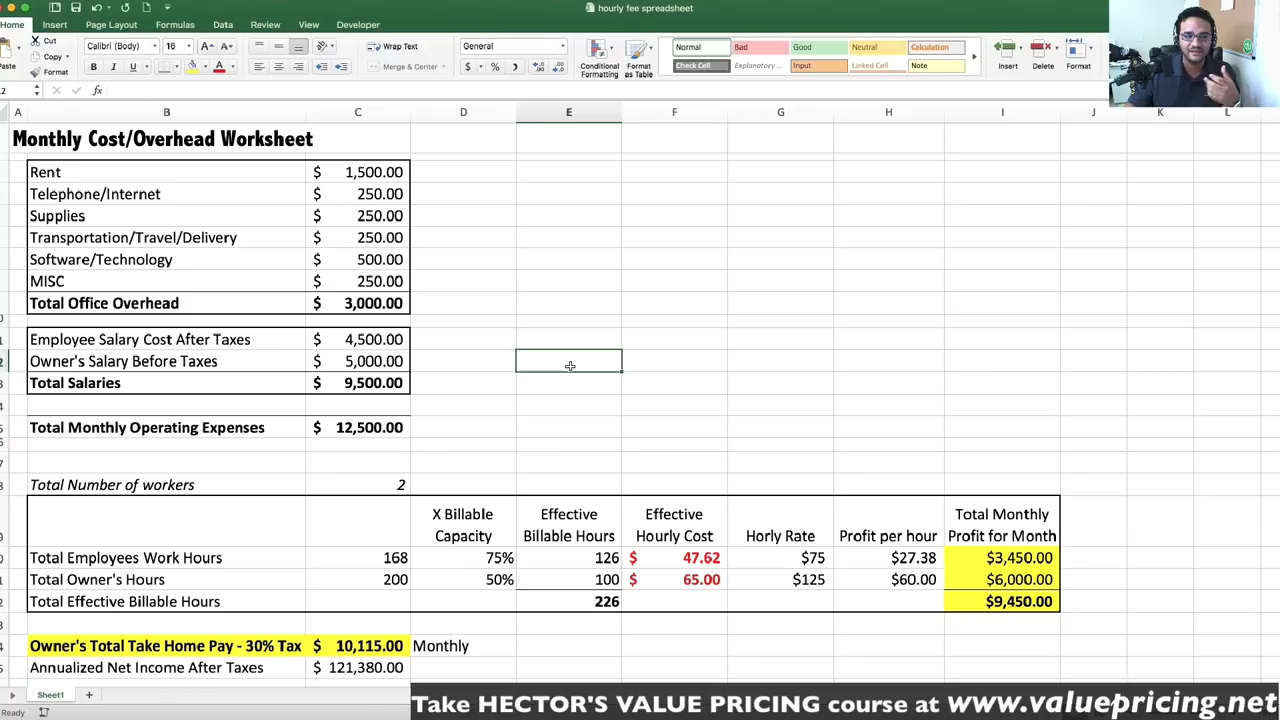 hourly fee spreadsheet
Home Insert Page Layout Formulas Data Review View Developer
Cut
Copy
Format
Paste
Calibri (Body) 16
Wrap Text
Merge & Center
General
Conditional Formatting
Format as Table
Normal Bad Good Neutral Calculation
Check Cell Explanatory... Input Linked Cell Note
Insert Delete Format
fx
A B C D E F G H I J K L
Monthly Cost/Overhead Worksheet
Rent $ 1,500.00
Telephone/Internet $ 250.00
Supplies $ 250.00
Transportation/Travel/Delivery $ 250.00
Software/Technology $ 500.00
MISC $ 250.00
Total Office Overhead $ 3,000.00
Employee Salary Cost After Taxes $ 4,500.00
Owner's Salary Before Taxes $ 5,000.00
Total Salaries $ 9,500.00
Total Monthly Operating Expenses $ 12,500.00
Total Number of workers 2
X Billable Capacity Effective Billable Hours Effective Hourly Cost Horly Rate Profit per hour Total Monthly Profit for Month
Total Employees Work Hours 168 75% 126 $ 47.62 $75 $27.38 $3,450.00
Total Owner's Hours 200 50% 100 $ 65.00 $125 $60.00 $6,000.00
Total Effective Billable Hours 226 $9,450.00
Owner's Total Take Home Pay - 30% Tax $ 10,115.00 Monthly
Annualized Net Income After Taxes $ 121,380.00
Sheet1 +
Ready
Take HECTOR'S VALUE PRICING course at www.valuepricing.net